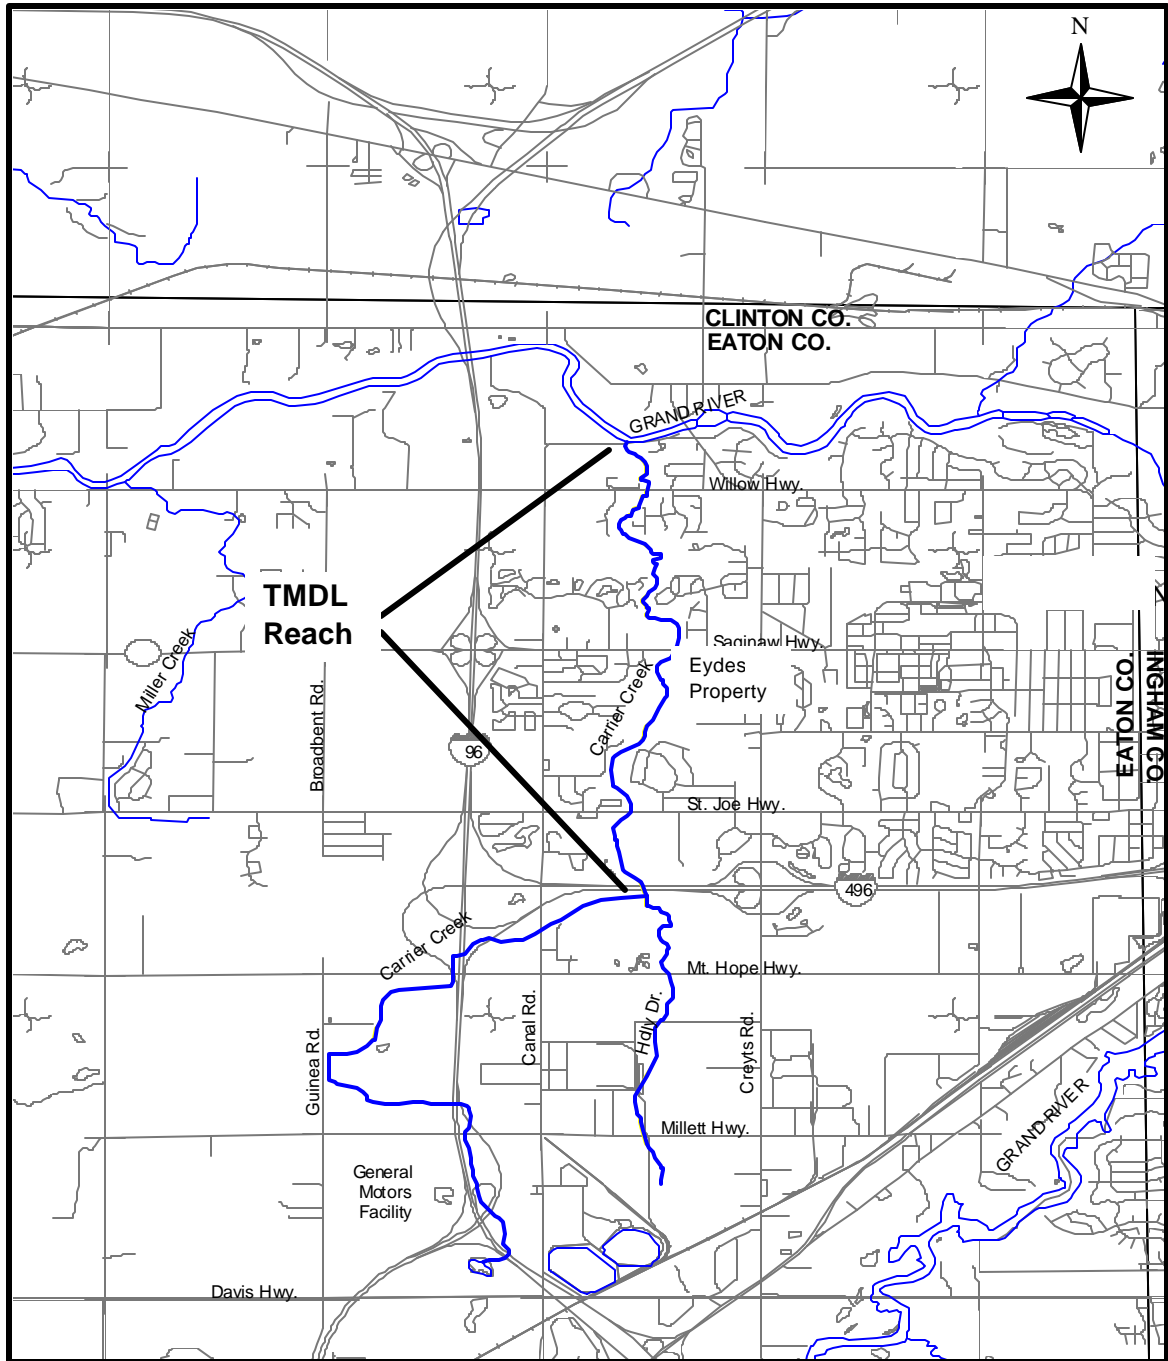 N
CLINTON CO.
EATON CO.
GRAND RIVER
Willow Hwy.
TMDL
Reach
Saginaw Hwy.
Miller Creek
Eydes
Property
Carrier Creek
Broadbent Rd.
EATON CO.
INGHAM CO.
96
St. Joe Hwy.
496
Carrier Creek
Mt. Hope Hwy.
Canal Rd.
Hdly Dr.
Creyts Rd.
Guinea Rd.
Millett Hwy.
GRAND RIVER
General
Motors
Facility
Davis Hwy.